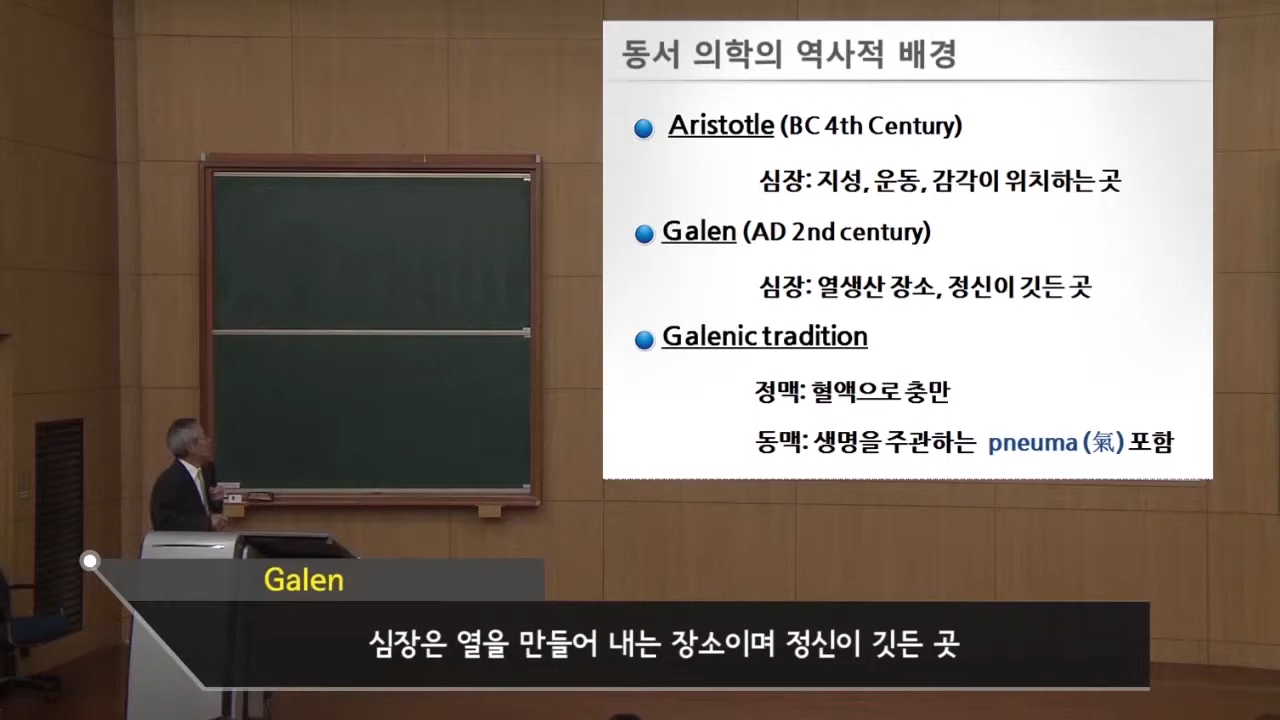 동서 의학의 역사적 배경
Aristotle (BC 4th Century)
심장: 지성, 운동, 감각이 위치하는 곳
Galen (AD 2nd century)
심장: 열생산 장소, 정신이 깃든 곳
Galenic tradition
정맥: 혈액으로 충만
동맥: 생명을 주관하는 pneuma (氣) 포함
Galen
심장은 열을 만들어 내는 장소이며 정신이 깃든 곳